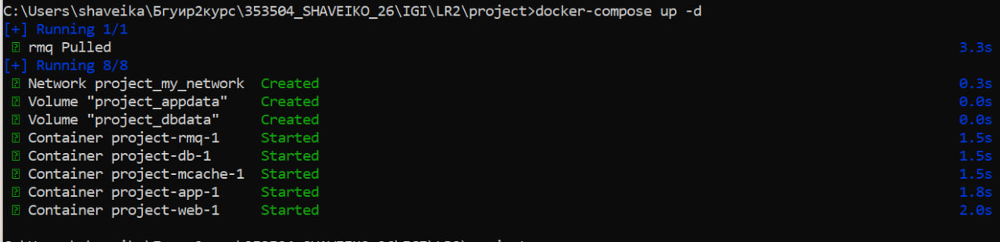 C:\Users\shaveika\Бгуир2курс\353504_SHAVEIKO_26\IGI\LR2\project>docker-compose up -d
[+] Running 1/1
rmq Pulled 3.3s
[+] Running 8/8
Network project_my_network Created 0.3s
Volume "project_appdata" Created 0.0s
Volume "project_dbdata" Created 0.0s
Container project-rmq-1 Started 1.5s
Container project-db-1 Started 1.5s
Container project-mcache-1 Started 1.5s
Container project-app-1 Started 1.8s
Container project-web-1 Started 2.0s